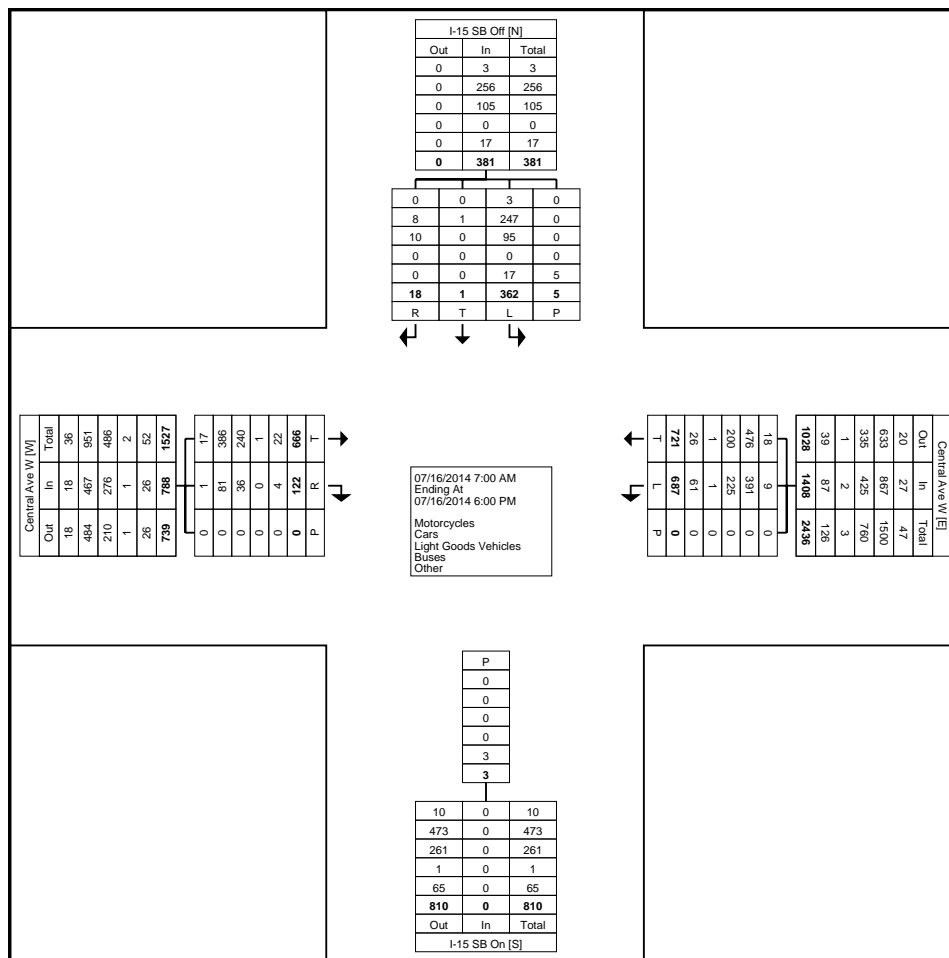 I-15 SB Off [N]
Out In Total
0 3 3
0 256 256
0 105 105
0 0 0
0 17 17
0 381 381
0 0 3 0
8 1 247 0
10 0 95 0
0 0 0 0
0 0 17 5
18 1 362 5
R T L P
Central Ave W [W]
Total In Out
36 18 18
951 467 484
486 276 210
2 1 1
52 26 26
1527 788 739
17 1 0
386 81 0
240 36 0
1 0 0
22 4 0
666 122 0
T R P
07/16/2014 7:00 AM
Ending At
07/16/2014 6:00 PM
Motorcycles
Cars
Light Goods Vehicles
Buses
Other
Central Ave W [E]
Out In Total
20 27 47
633 867 1500
335 425 760
1 2 3
39 87 126
1028 1408 2436
18 9 0
476 391 0
200 225 0
1 1 0
26 61 0
721 687 0
T L P
P
0
0
0
0
3
3
10 0 10
473 0 473
261 0 261
1 0 1
65 0 65
810 0 810
Out In Total
I-15 SB On [S]